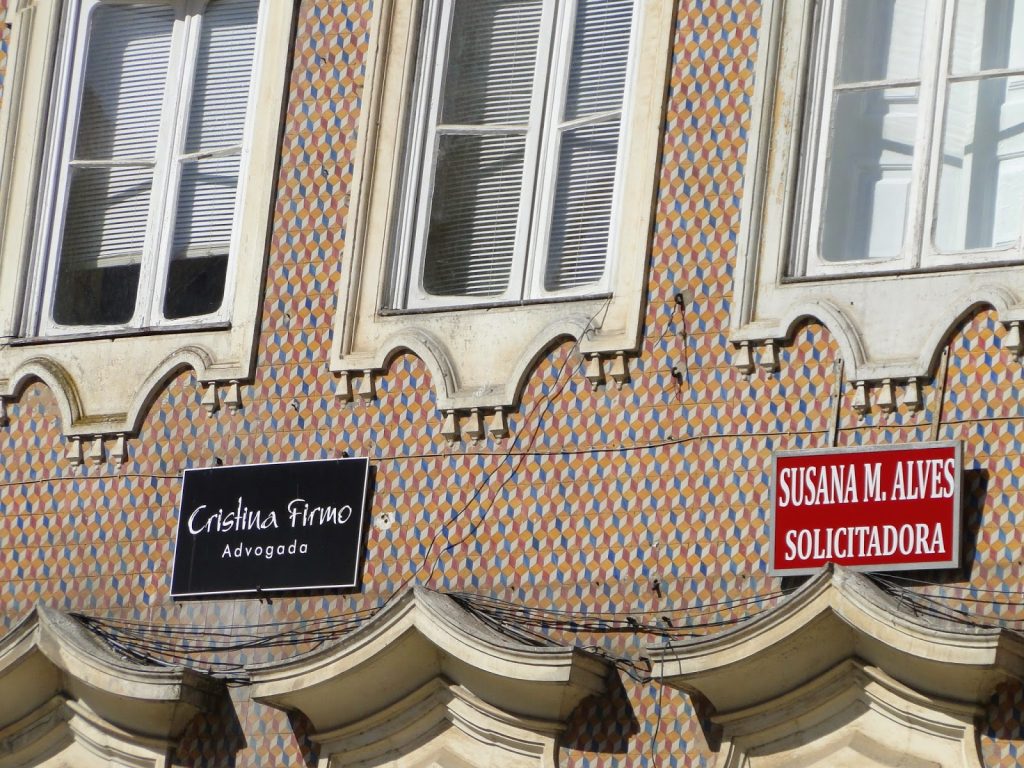 Cristina Firmo
Advogada
SUSANA M. ALVES
SOLICITADORA